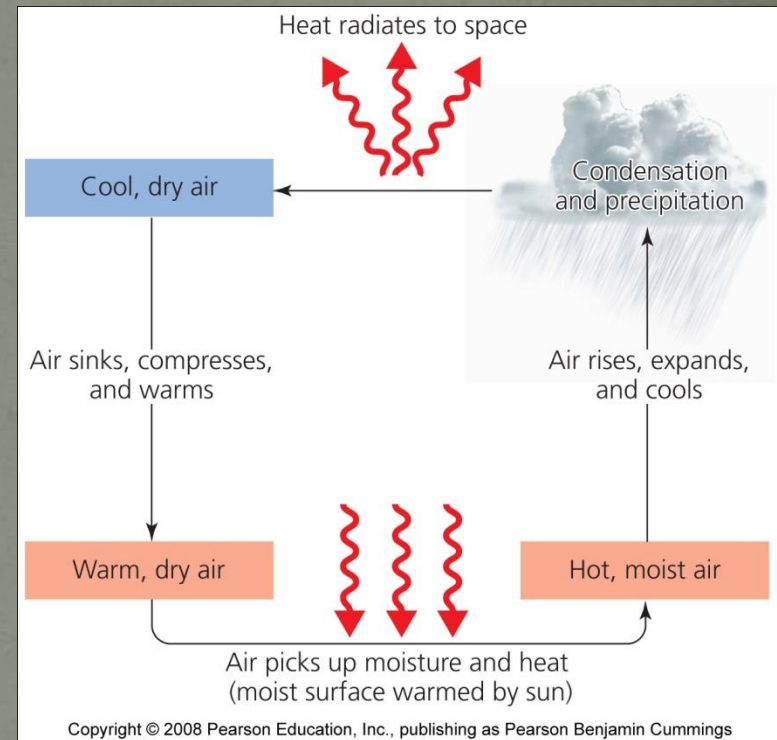 Heat radiates to space
Cool, dry air
Condensation
and precipitation
Air sinks, compresses,
and warms
Air rises, expands,
and cools
Warm, dry air
Hot, moist air
Air picks up moisture and heat
(moist surface warmed by sun)
Copyright © 2008 Pearson Education, Inc., publishing as Pearson Benjamin Cummings